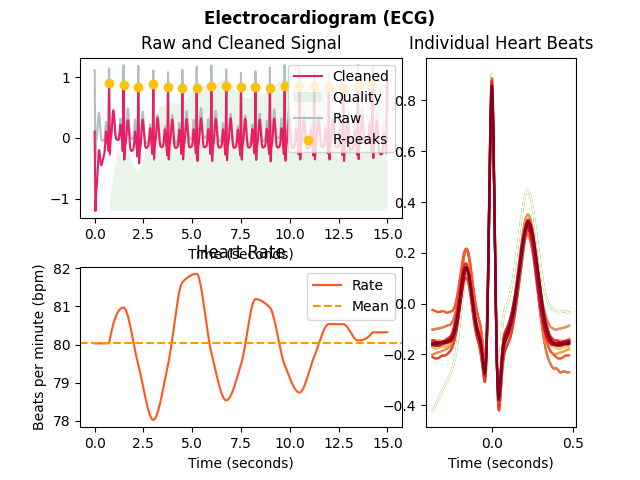 Electrocardiogram (ECG)
Raw and Cleaned Signal
1
0
−1
Cleaned
Quality
Raw
R-peaks
0.0 2.5 5.0 7.5 10.0 12.5 15.0
Time (seconds)
Heart Rate
Beats per minute (bpm)
82
81
80
79
78
Rate
Mean
0.0 2.5 5.0 7.5 10.0 12.5 15.0
Time (seconds)
Individual Heart Beats
0.8
0.6
0.4
0.2
0.0
−0.2
−0.4
0.0 0.5
Time (seconds)